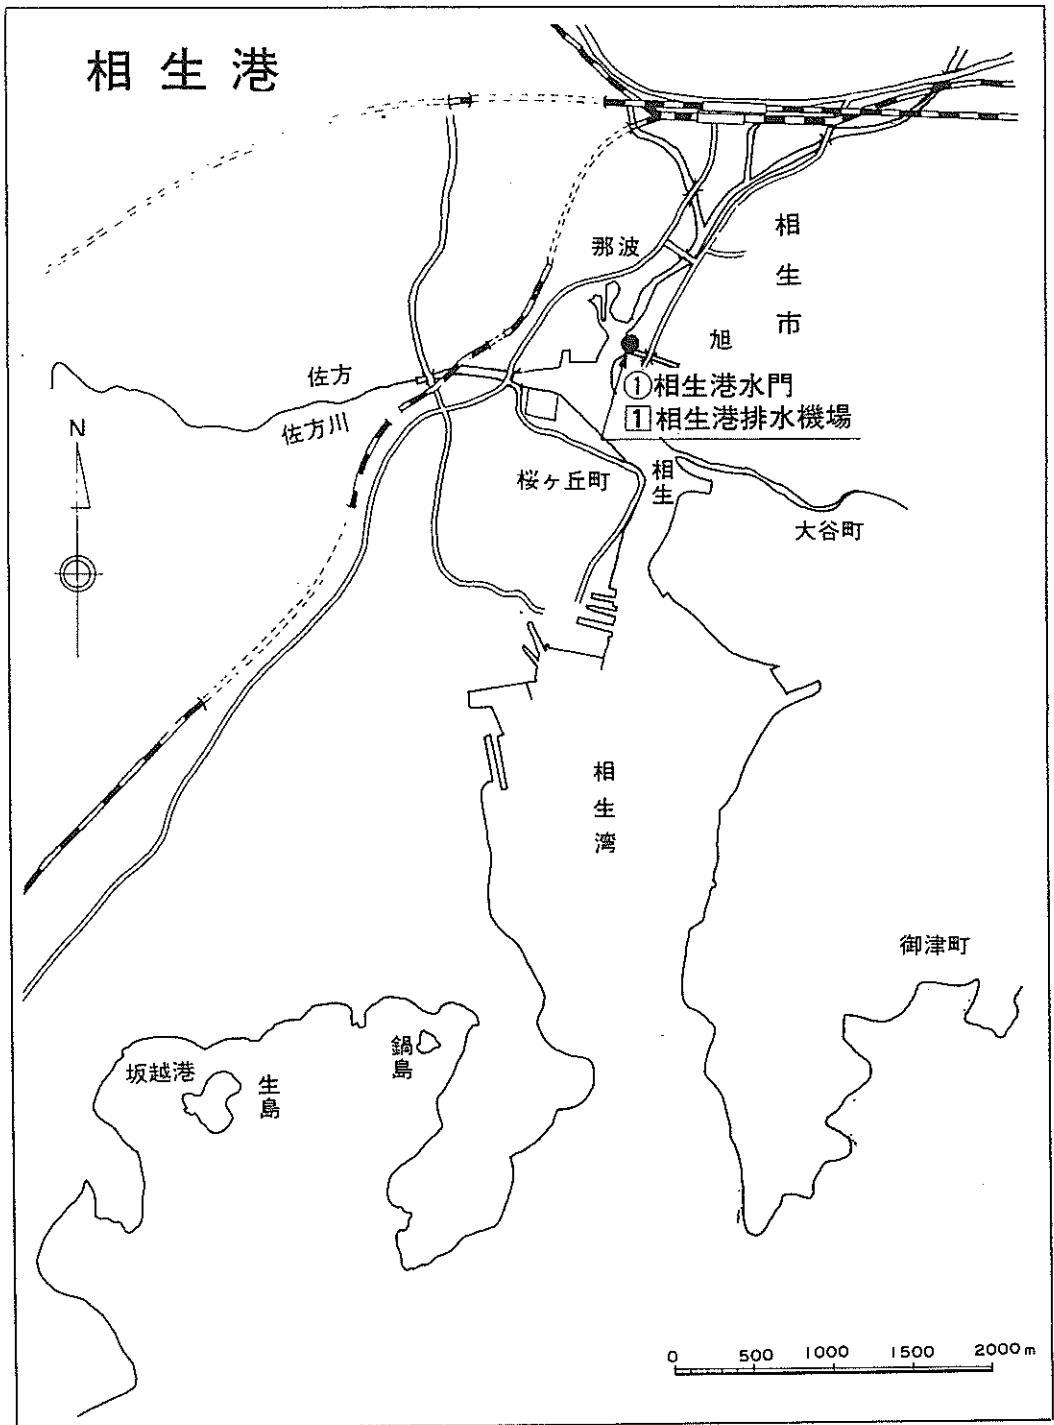 相生港
那波
相生市
旭
佐方
①相生港水門
1相生港排水機場
佐方川
N
桜ヶ丘町
相生
大谷町
相生湾
御津町
坂越港
生島
鍋島
0 500 1000 1500 2000m